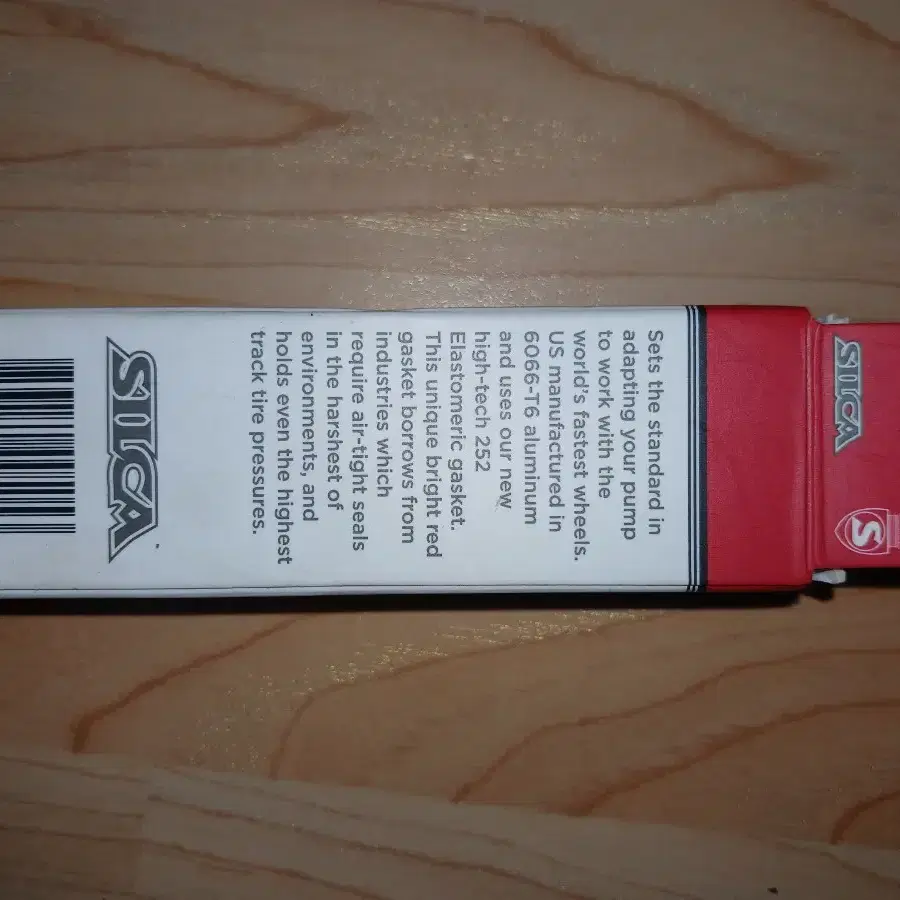 SILCA
S
Sets the standard in
adapting your pump
to work with the
world's fastest wheels.
US manufactured in
6066-T6 aluminum
and uses our new
high-tech 252
Elastomeric gasket.
This unique bright red
gasket borrows from
industries which
require air-tight seals
in the harshest of
environments, and
holds even the highest
track tire pressures.
SILCA